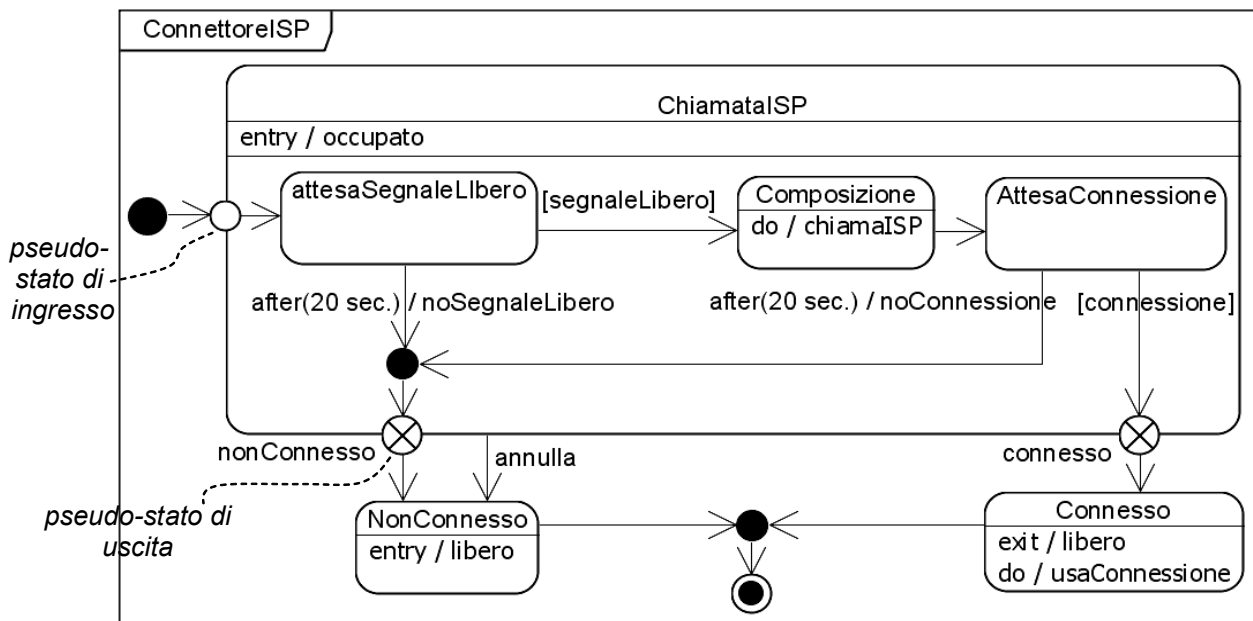 ConnettoreISP
ChiamataISP
entry / occupato
attesaSegnaleLIbero
[segnaleLibero]
Composizione
do / chiamaISP
AttesaConnessione
pseudo-
stato di
ingresso
after(20 sec.) / noSegnaleLibero
after(20 sec.) / noConnessione
[connessione]
nonConnesso
annulla
connesso
pseudo-stato di
uscita
NonConnesso
entry / libero
Connesso
exit / libero
do / usaConnessione